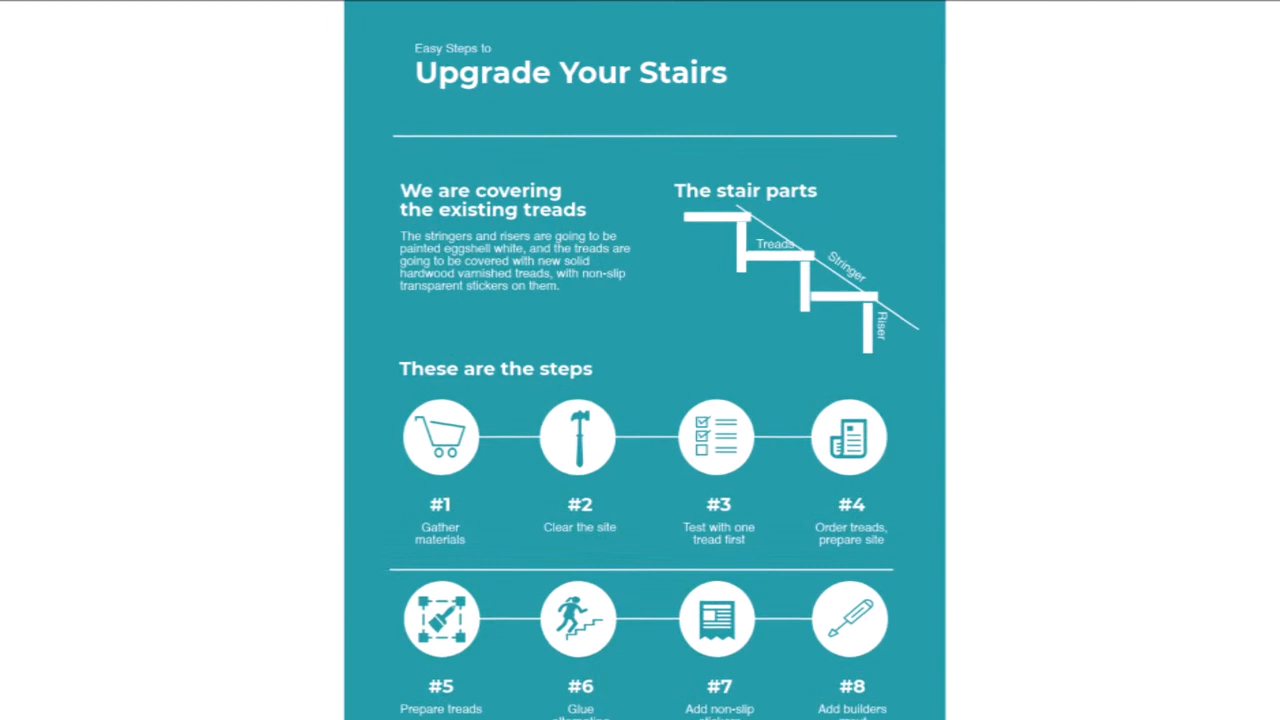 Easy Steps to
Upgrade Your Stairs
We are covering
the existing treads
The stringers and risers are going to be
painted eggshell white, and the treads are
going to be covered with new solid
hardwood varnished treads, with non-slip
transparent stickers on them.
The stair parts
Treads
Stringer
Riser
These are the steps
#1
Gather
materials
#2
Clear the site
#3
Test with one
tread first
#4
Order treads,
prepare site
#5
Prepare treads
#6
Glue
#7
Add non-slip
#8
Add builders